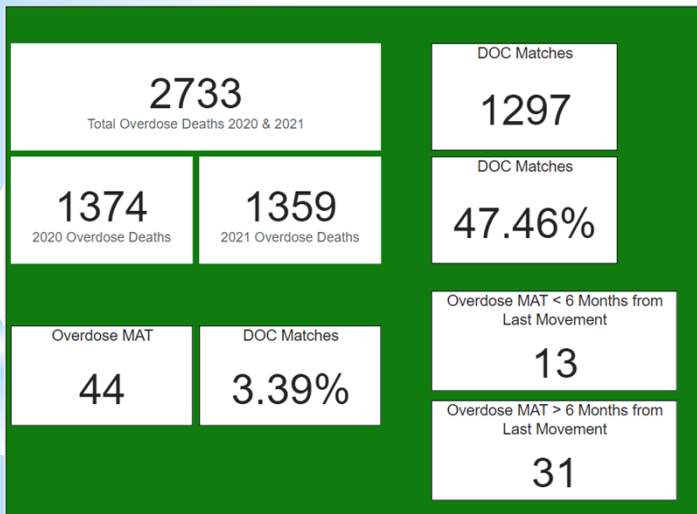 2733
Total Overdose Deaths 2020 & 2021
1374
2020 Overdose Deaths
1359
2021 Overdose Deaths
DOC Matches
1297
DOC Matches
47.46%
Overdose MAT
44
DOC Matches
3.39%
Overdose MAT < 6 Months from
Last Movement
13
Overdose MAT > 6 Months from
Last Movement
31